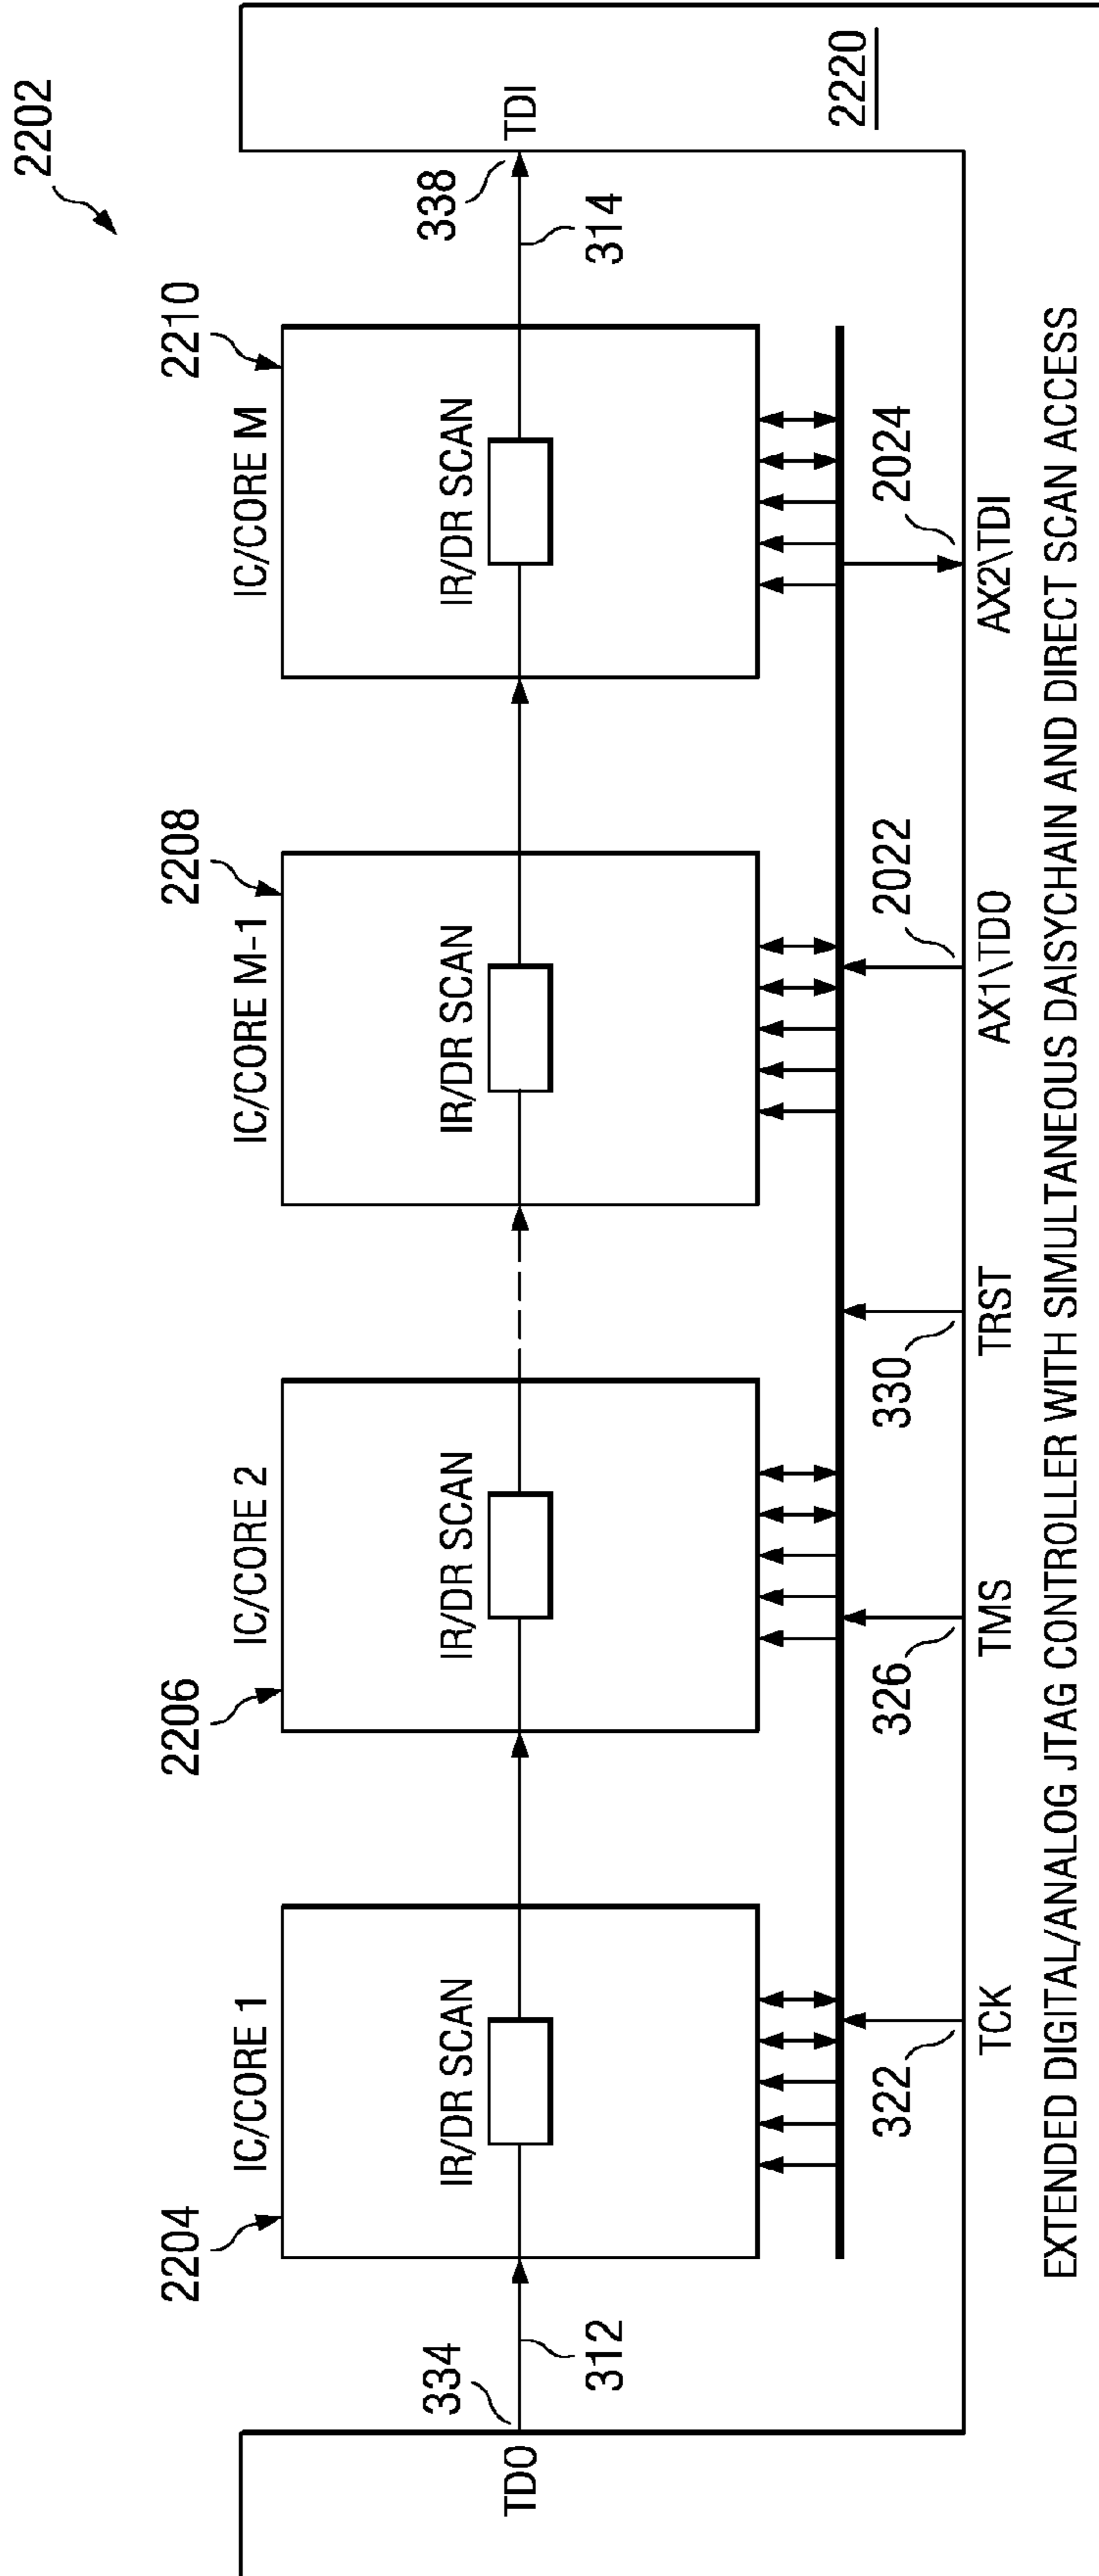 2202
2204
IC/CORE 1
2206
IC/CORE 2
IC/CORE M-1
2208
IC/CORE M
2210
IR/DR SCAN
IR/DR SCAN
IR/DR SCAN
IR/DR SCAN
334
338
TDO
TDI
312
314
322
326
330
2022
2024
2220
TCK
TMS
TRST
AX1\TDO
AX2\TDI
EXTENDED DIGITAL/ANALOG JTAG CONTROLLER WITH SIMULTANEOUS DAISYCHAIN AND DIRECT SCAN ACCESS